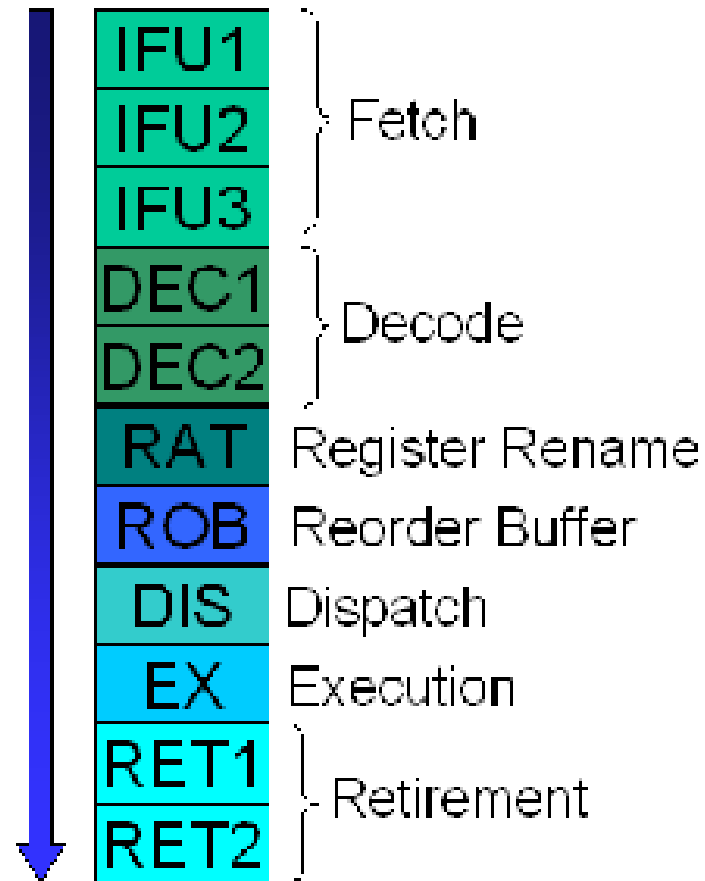 IFU1
IFU2
Fetch
IFU3
DEC1
Decode
DEC2
RAT Register Rename
ROB Reorder Buffer
DIS Dispatch
EX Execution
RET1
Retirement
RET2